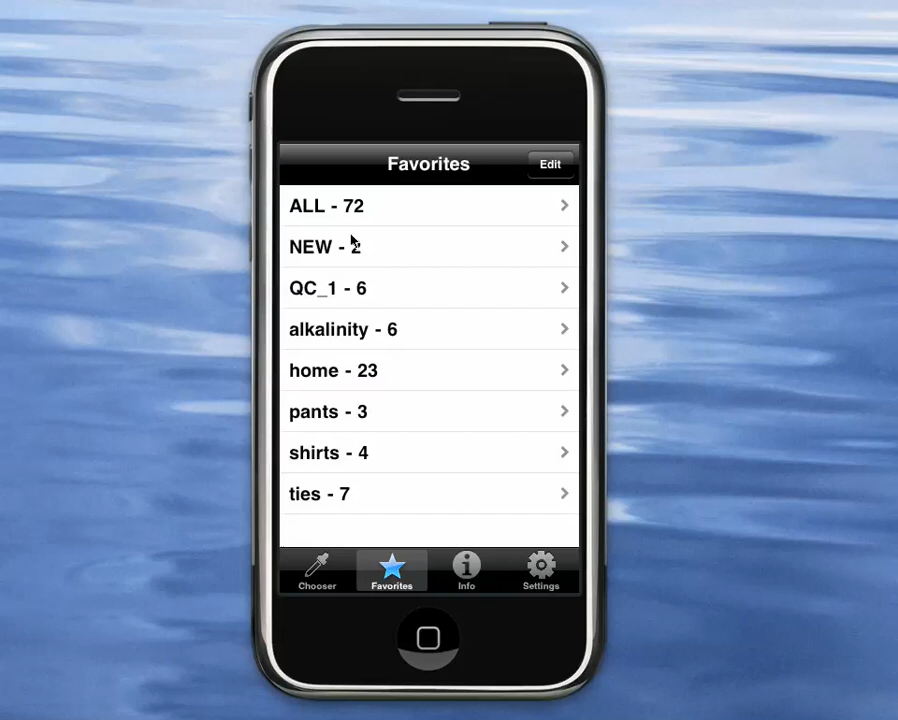 Favorites
Edit
ALL - 72
NEW - 2
QC_1 - 6
alkalinity - 6
home - 23
pants - 3
shirts - 4
ties - 7
Chooser
Favorites
Info
Settings